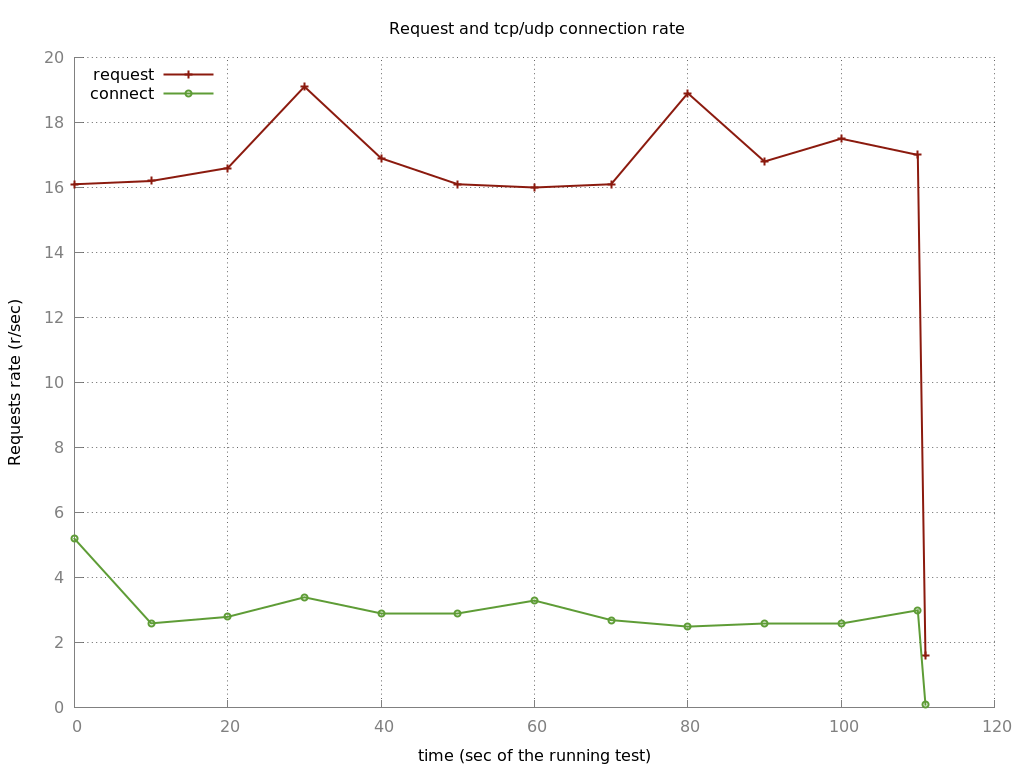 Request and tcp/udp connection rate
request
connect
Requests rate (r/sec)
20
18
16
14
12
10
8
6
4
2
0
0 20 40 60 80 100 120
time (sec of the running test)